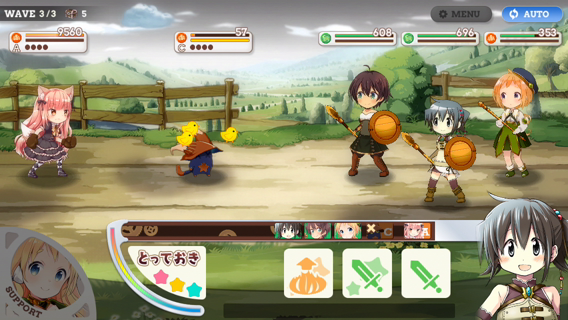 WAVE 3/3 5
MENU
AUTO
9560
57
608
696
353
A
C
とっておき
C
A
SUPPORT